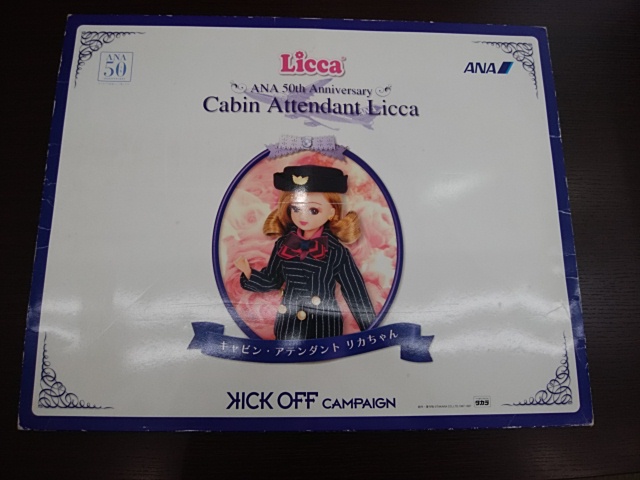 ANA
50
Licca
ANA
ANA 50th Anniversary
Cabin Attendant Licca
キャビン・アテンダント リカちゃん
KICK OFF CAMPAIGN
タカラ